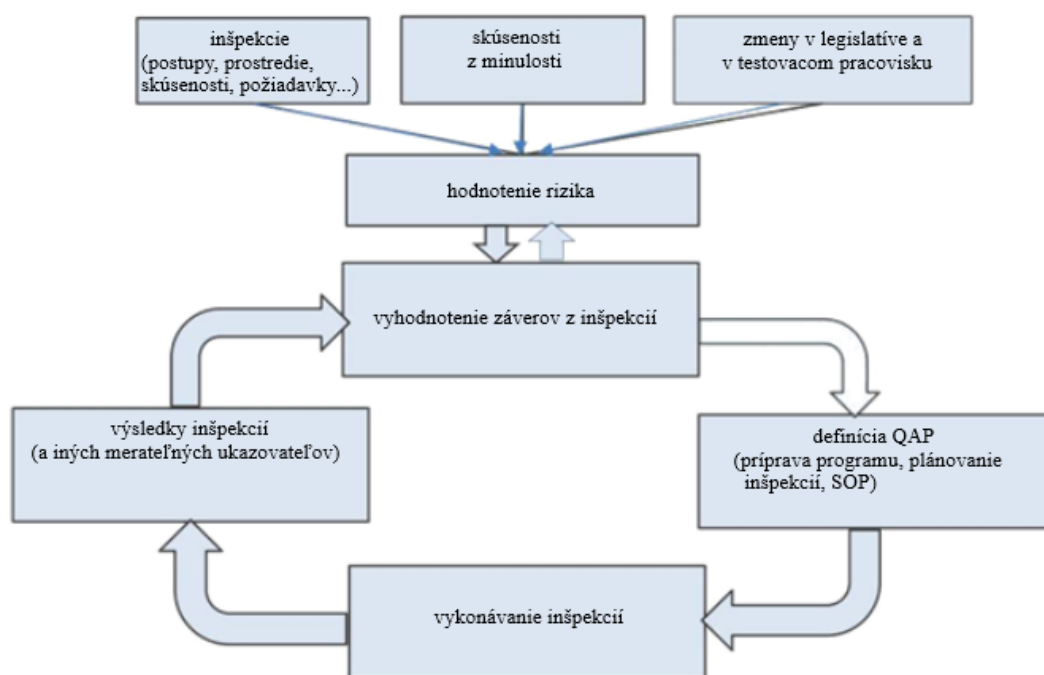 inšpekcie
(postupy, prostredie,
skúsenosti, požiadavky...)
skúsenosti
z minulosti
zmeny v legislatíve a
v testovacom pracovisku
hodnotenie rizika
vyhodnotenie záverov z inšpekcií
výsledky inšpekcií
(a iných merateľných ukazovateľov)
definícia QAP
(príprava programu, plánovanie
inšpekcií, SOP)
vykonávanie inšpekcií